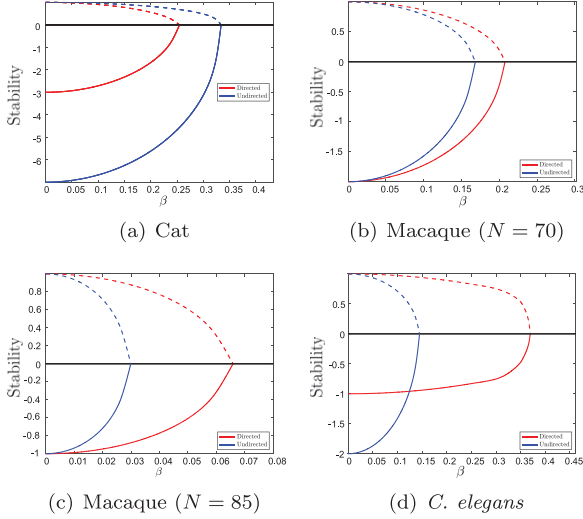 Stability
0
-1
-2
-3
-4
-5
-6
0 0.05 0.1 0.15 0.2 0.25 0.3 0.35 0.4
β
Directed
Undirected
(a) Cat
Stability
0.5
0
-0.5
-1
-1.5
0 0.05 0.1 0.15 0.2 0.25 0.3
β
Directed
Undirected
(b) Macaque (N = 70)
Stability
0.8
0.6
0.4
0.2
0
-0.2
-0.4
-0.6
-0.8
-1
0 0.01 0.02 0.03 0.04 0.05 0.06 0.07 0.08
β
Directed
Undirected
(c) Macaque (N = 85)
Stability
0.5
0
-0.5
-1
-1.5
-2
0 0.05 0.1 0.15 0.2 0.25 0.3 0.35 0.4 0.45
β
Directed
Undirected
(d) C. elegans